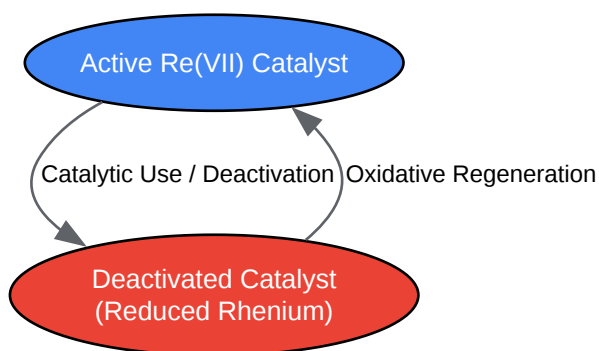 Active Re(VII) Catalyst
Catalytic Use / Deactivation
Oxidative Regeneration
Deactivated Catalyst
(Reduced Rhenium)